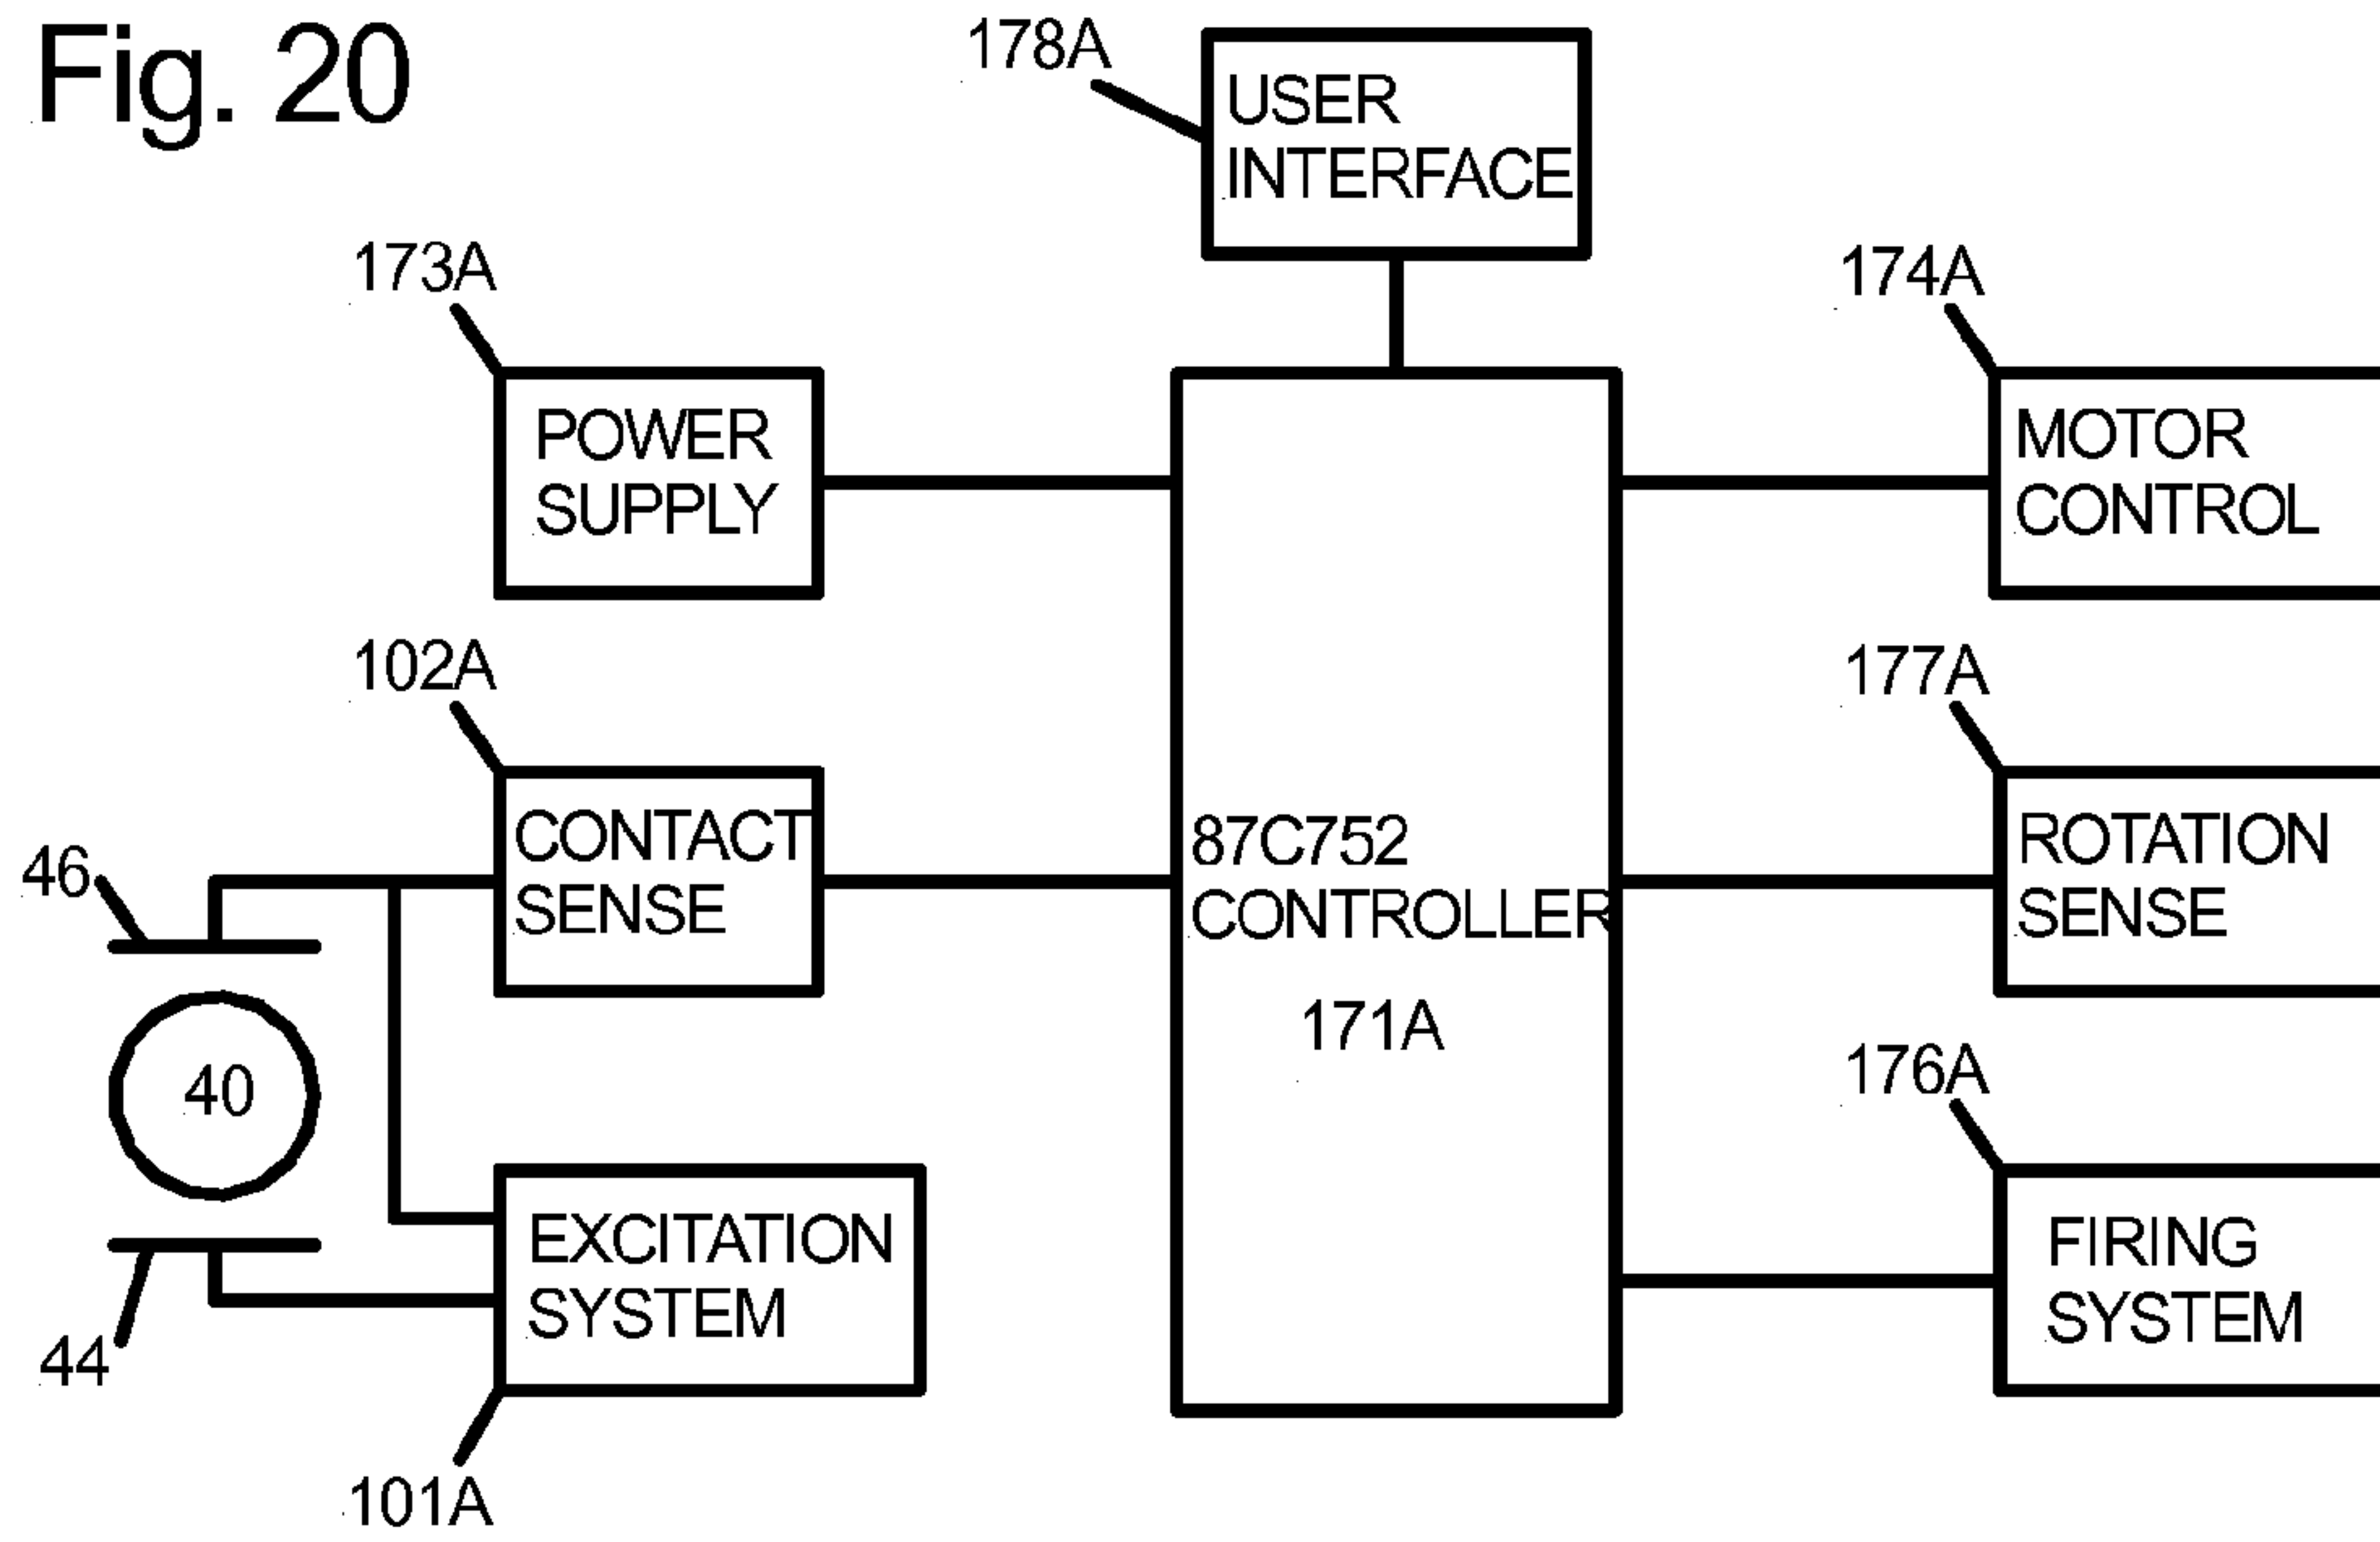 Fig. 20
178A
USER
INTERFACE
173A
174A
POWER
SUPPLY
MOTOR
CONTROL
102A
177A
CONTACT
SENSE
46
87C752
CONTROLLER
171A
ROTATION
SENSE
40
176A
EXCITATION
SYSTEM
FIRING
SYSTEM
44
101A